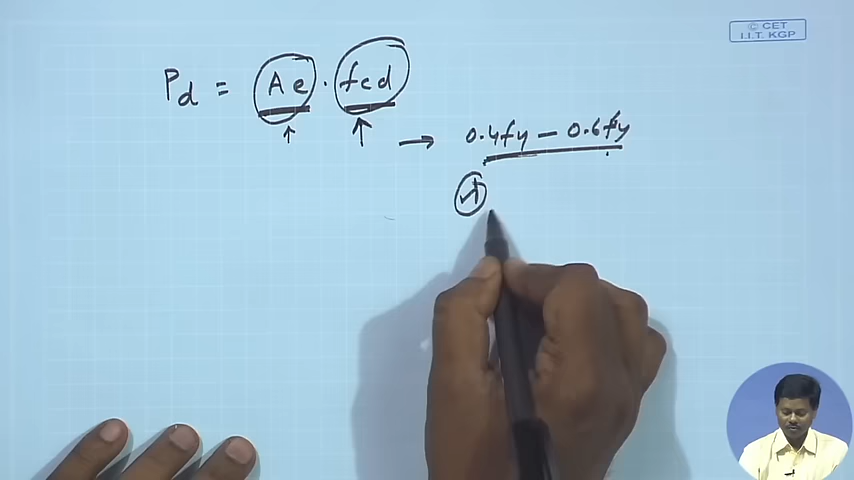 © CET
I.I.T. KGP
Pd = Ae · fcd
→ 0.4fy – 0.6fy